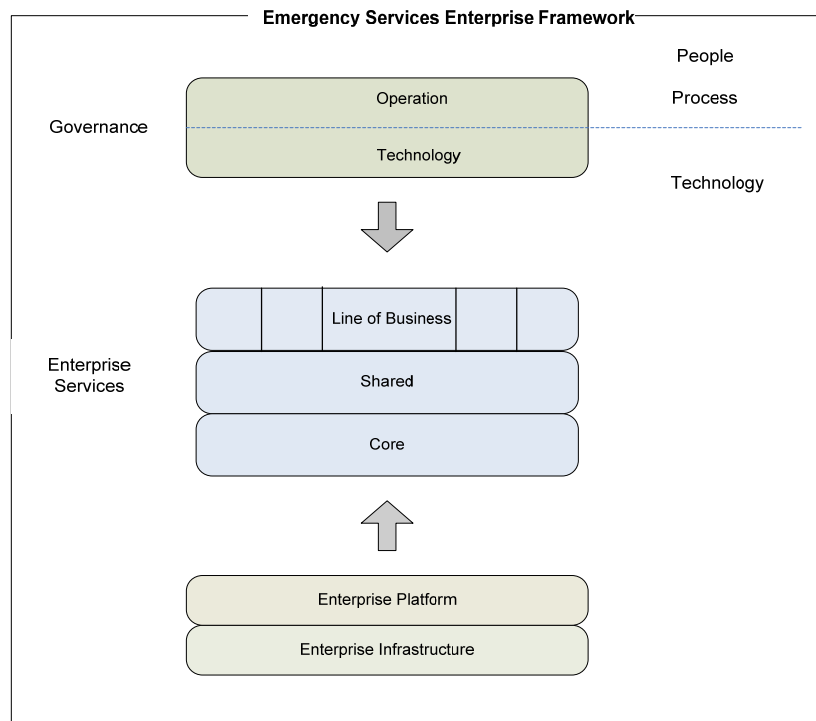 Emergency Services Enterprise Framework
People
Operation
Process
Governance
Technology
Technology
Line of Business
Enterprise
Services
Shared
Core
Enterprise Platform
Enterprise Infrastructure